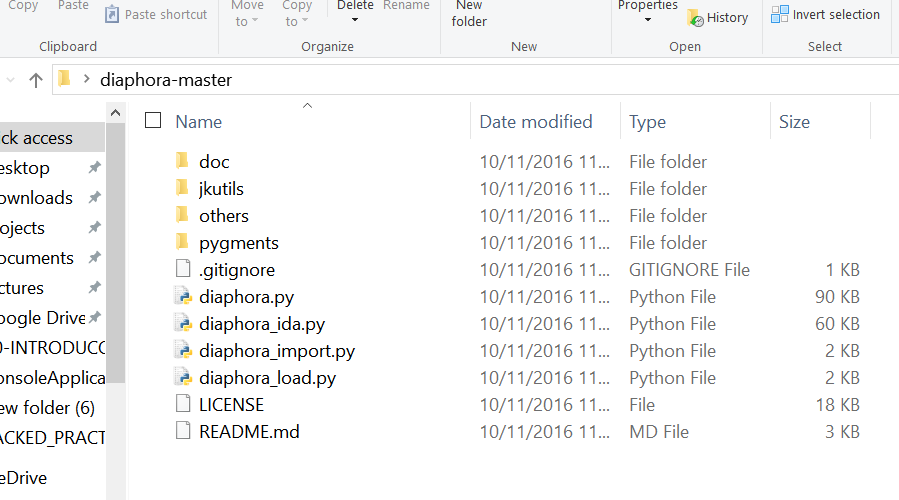 Copy Paste Paste shortcut Move to Copy to Delete Rename New folder Properties History Invert selection
Clipboard Organize New Open Select
diaphora-master
ick access
esktop
ownloads
ojects
ocuments
ctures
oogle Drive
0-INTRODUCC
onsoleApplica
ew folder (6)
ACKED_PRACT
eDrive
Name Date modified Type Size
doc 10/11/2016 11... File folder
jkutils 10/11/2016 11... File folder
others 10/11/2016 11... File folder
pygments 10/11/2016 11... File folder
.gitignore 10/11/2016 11... GITIGNORE File 1 KB
diaphora.py 10/11/2016 11... Python File 90 KB
diaphora_ida.py 10/11/2016 11... Python File 60 KB
diaphora_import.py 10/11/2016 11... Python File 2 KB
diaphora_load.py 10/11/2016 11... Python File 2 KB
LICENSE 10/11/2016 11... File 18 KB
README.md 10/11/2016 11... MD File 3 KB